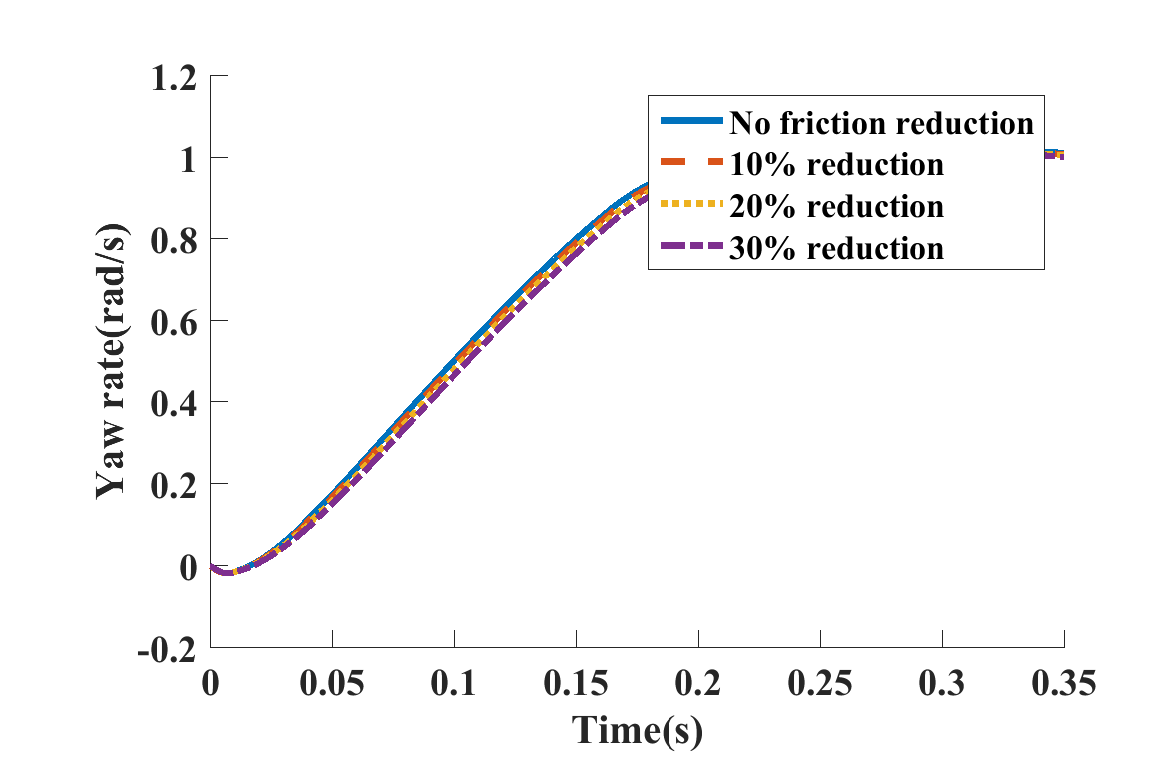 1.2
1
0.8
0.6
0.4
0.2
0
-0.2
Yaw rate(rad/s)
No friction reduction
10% reduction
20% reduction
30% reduction
0 0.05 0.1 0.15 0.2 0.25 0.3 0.35
Time(s)